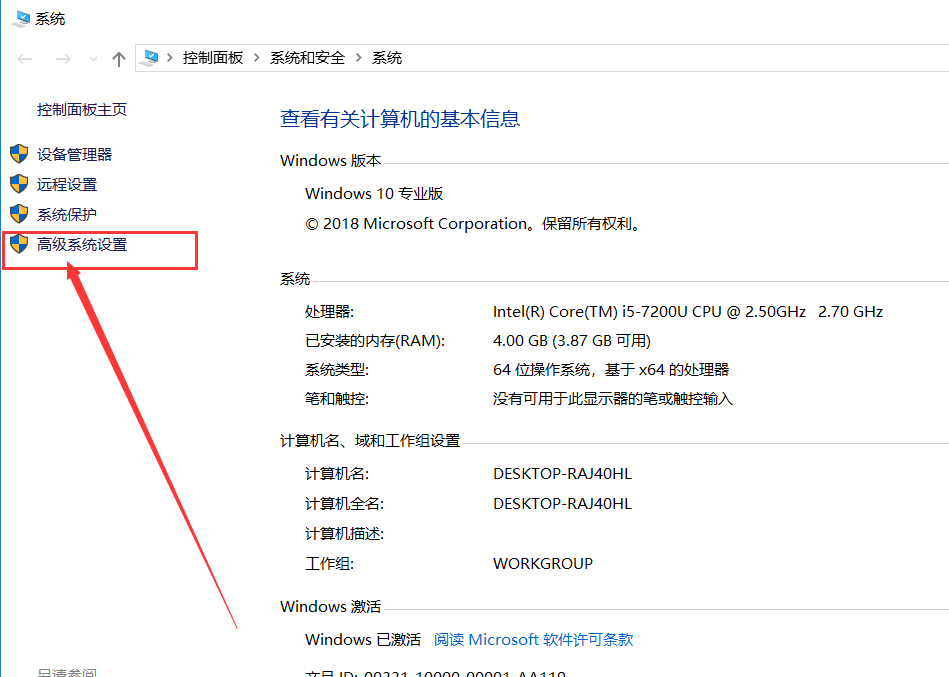 系统
控制面板 系统和安全 系统
控制面板主页
设备管理器
远程设置
系统保护
高级系统设置
查看有关计算机的基本信息
Windows 版本
Windows 10 专业版
© 2018 Microsoft Corporation。保留所有权利。
系统
处理器: Intel(R) Core(TM) i5-7200U CPU @ 2.50GHz 2.70 GHz
已安装的内存(RAM): 4.00 GB (3.87 GB 可用)
系统类型: 64 位操作系统，基于 x64 的处理器
笔和触控: 没有可用于此显示器的笔或触控输入
计算机名、域和工作组设置
计算机名: DESKTOP-RAJ40HL
计算机全名: DESKTOP-RAJ40HL
计算机描述:
工作组: WORKGROUP
Windows 激活
Windows 已激活 阅读 Microsoft 软件许可条款
另请参阅
产品 ID: 00331-10000-00001-AA119